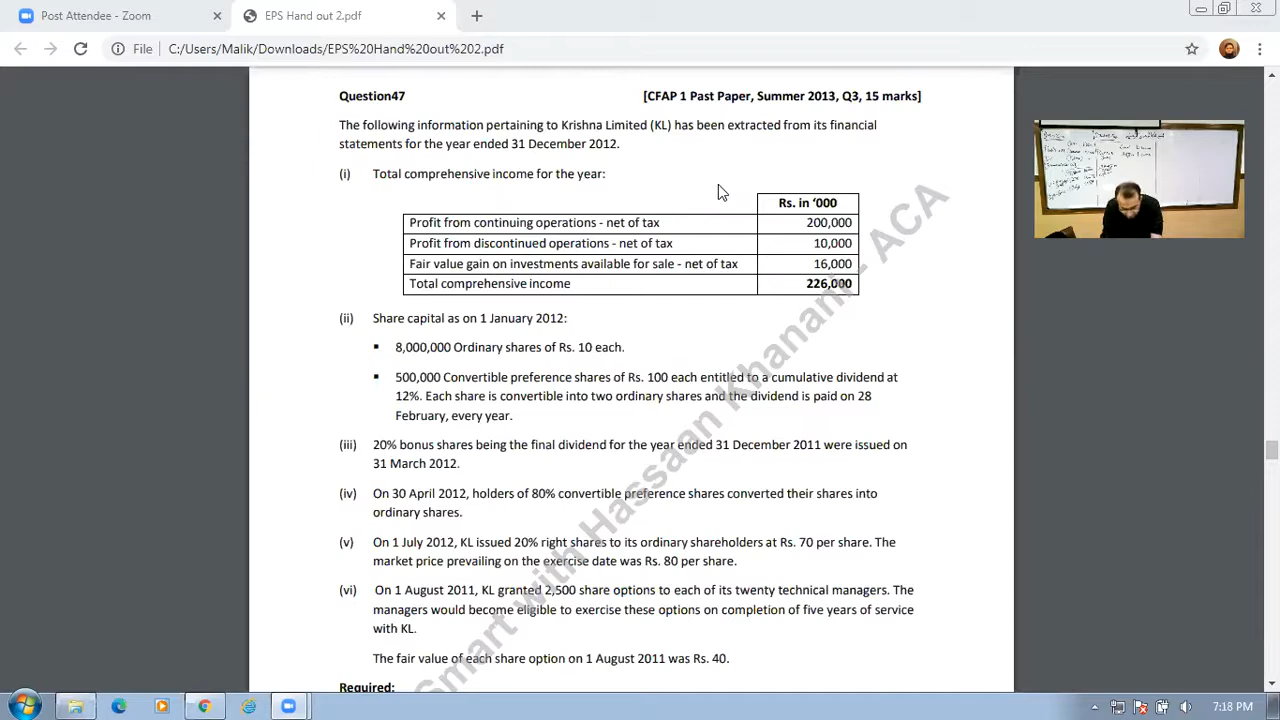 Post Attendee - Zoom
EPS Hand out 2.pdf
File
C:/Users/Malik/Downloads/EPS%20Hand%20out%202.pdf
Question47 [CFAP 1 Past Paper, Summer 2013, Q3, 15 marks]
The following information pertaining to Krishna Limited (KL) has been extracted from its financial
statements for the year ended 31 December 2012.
(i) Total comprehensive income for the year:
Rs. in ‘000
Profit from continuing operations - net of tax 200,000
Profit from discontinued operations - net of tax 10,000
Fair value gain on investments available for sale - net of tax 16,000
Total comprehensive income 226,000
(ii) Share capital as on 1 January 2012:
▪ 8,000,000 Ordinary shares of Rs. 10 each.
▪ 500,000 Convertible preference shares of Rs. 100 each entitled to a cumulative dividend at
12%. Each share is convertible into two ordinary shares and the dividend is paid on 28
February, every year.
(iii) 20% bonus shares being the final dividend for the year ended 31 December 2011 were issued on
31 March 2012.
(iv) On 30 April 2012, holders of 80% convertible preference shares converted their shares into
ordinary shares.
(v) On 1 July 2012, KL issued 20% right shares to its ordinary shareholders at Rs. 70 per share. The
market price prevailing on the exercise date was Rs. 80 per share.
(vi) On 1 August 2011, KL granted 2,500 share options to each of its twenty technical managers. The
managers would become eligible to exercise these options on completion of five years of service
with KL.
The fair value of each share option on 1 August 2011 was Rs. 40.
Required:
Smart with Hassaan Khanani - ACA
7:18 PM